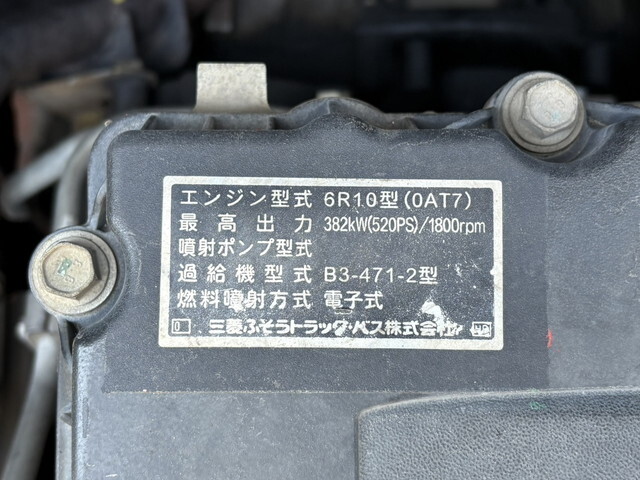 エンジン型式 6R10型(0AT7)
最高出力 382kW(520PS)/1800rpm
噴射ポンプ型式
過給機型式 B3-471-2型
燃料噴射方式 電子式
0 三菱ふそうトラック・バス株式会社